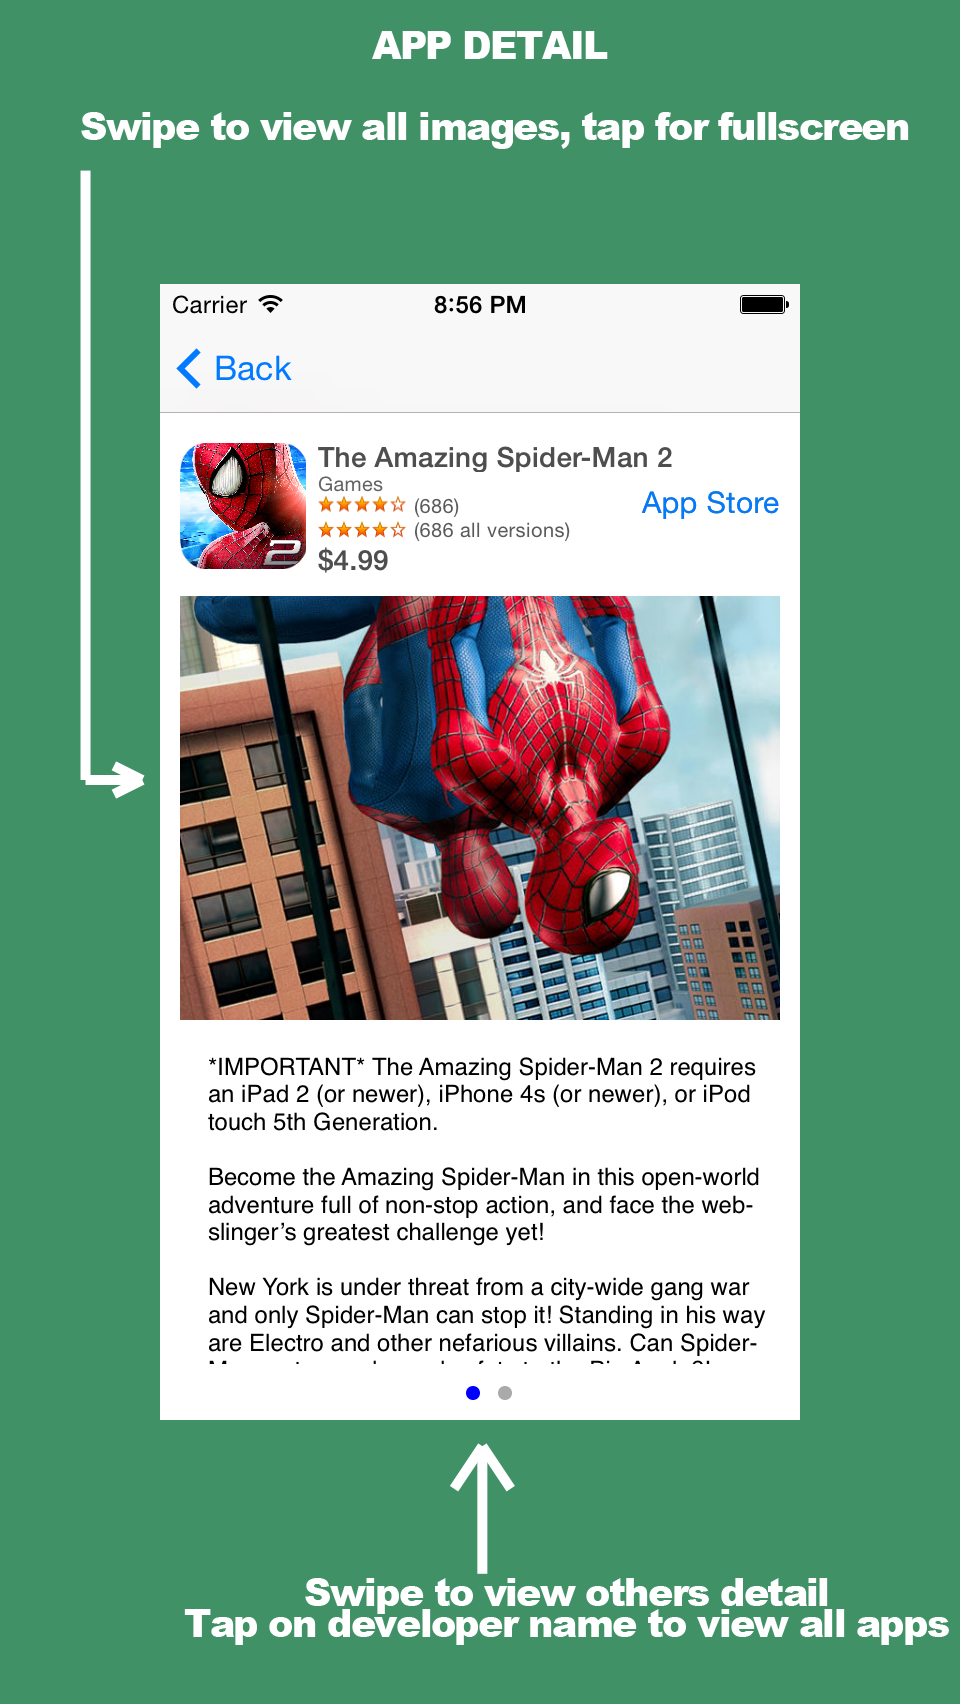 APP DETAIL
Swipe to view all images, tap for fullscreen
Carrier 8:56 PM
Back
The Amazing Spider-Man 2
Games
(686)
App Store
(686 all versions)
$4.99
2
*IMPORTANT* The Amazing Spider-Man 2 requires
an iPad 2 (or newer), iPhone 4s (or newer), or iPod
touch 5th Generation.
Become the Amazing Spider-Man in this open-world
adventure full of non-stop action, and face the web-
slinger’s greatest challenge yet!
New York is under threat from a city-wide gang war
and only Spider-Man can stop it! Standing in his way
are Electro and other nefarious villains. Can Spider-
Swipe to view others detail
Tap on developer name to view all apps